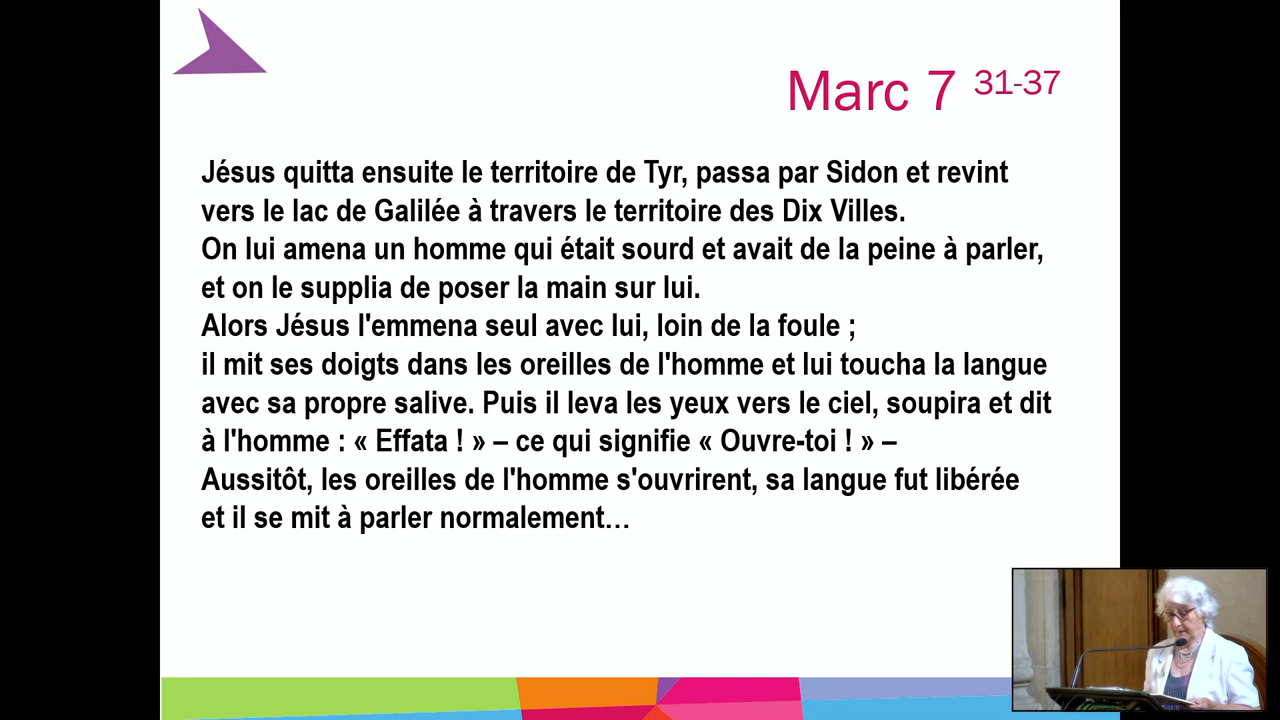 Marc 7 31-37
Jésus quitta ensuite le territoire de Tyr, passa par Sidon et revint
vers le lac de Galilée à travers le territoire des Dix Villes.
On lui amena un homme qui était sourd et avait de la peine à parler,
et on le supplia de poser la main sur lui.
Alors Jésus l'emmena seul avec lui, loin de la foule ;
il mit ses doigts dans les oreilles de l'homme et lui toucha la langue
avec sa propre salive. Puis il leva les yeux vers le ciel, soupira et dit
à l'homme : « Effata ! » – ce qui signifie « Ouvre-toi ! » –
Aussitôt, les oreilles de l'homme s'ouvrirent, sa langue fut libérée
et il se mit à parler normalement…